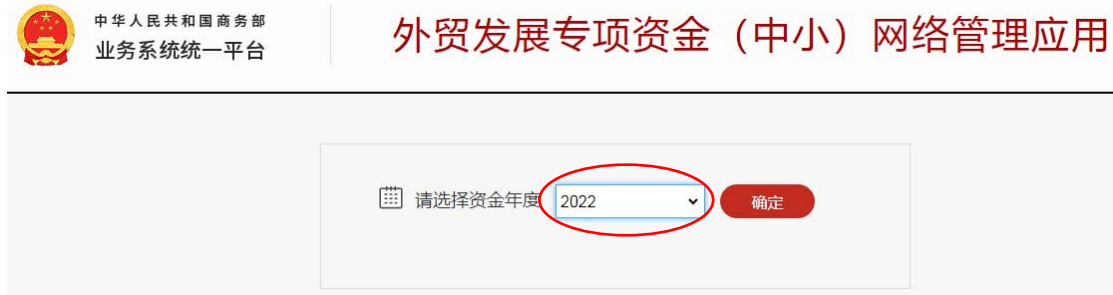 中华人民共和国商务部
业务系统统一平台
外贸发展专项资金（中小）网络管理应用
请选择资金年度 2022 确定